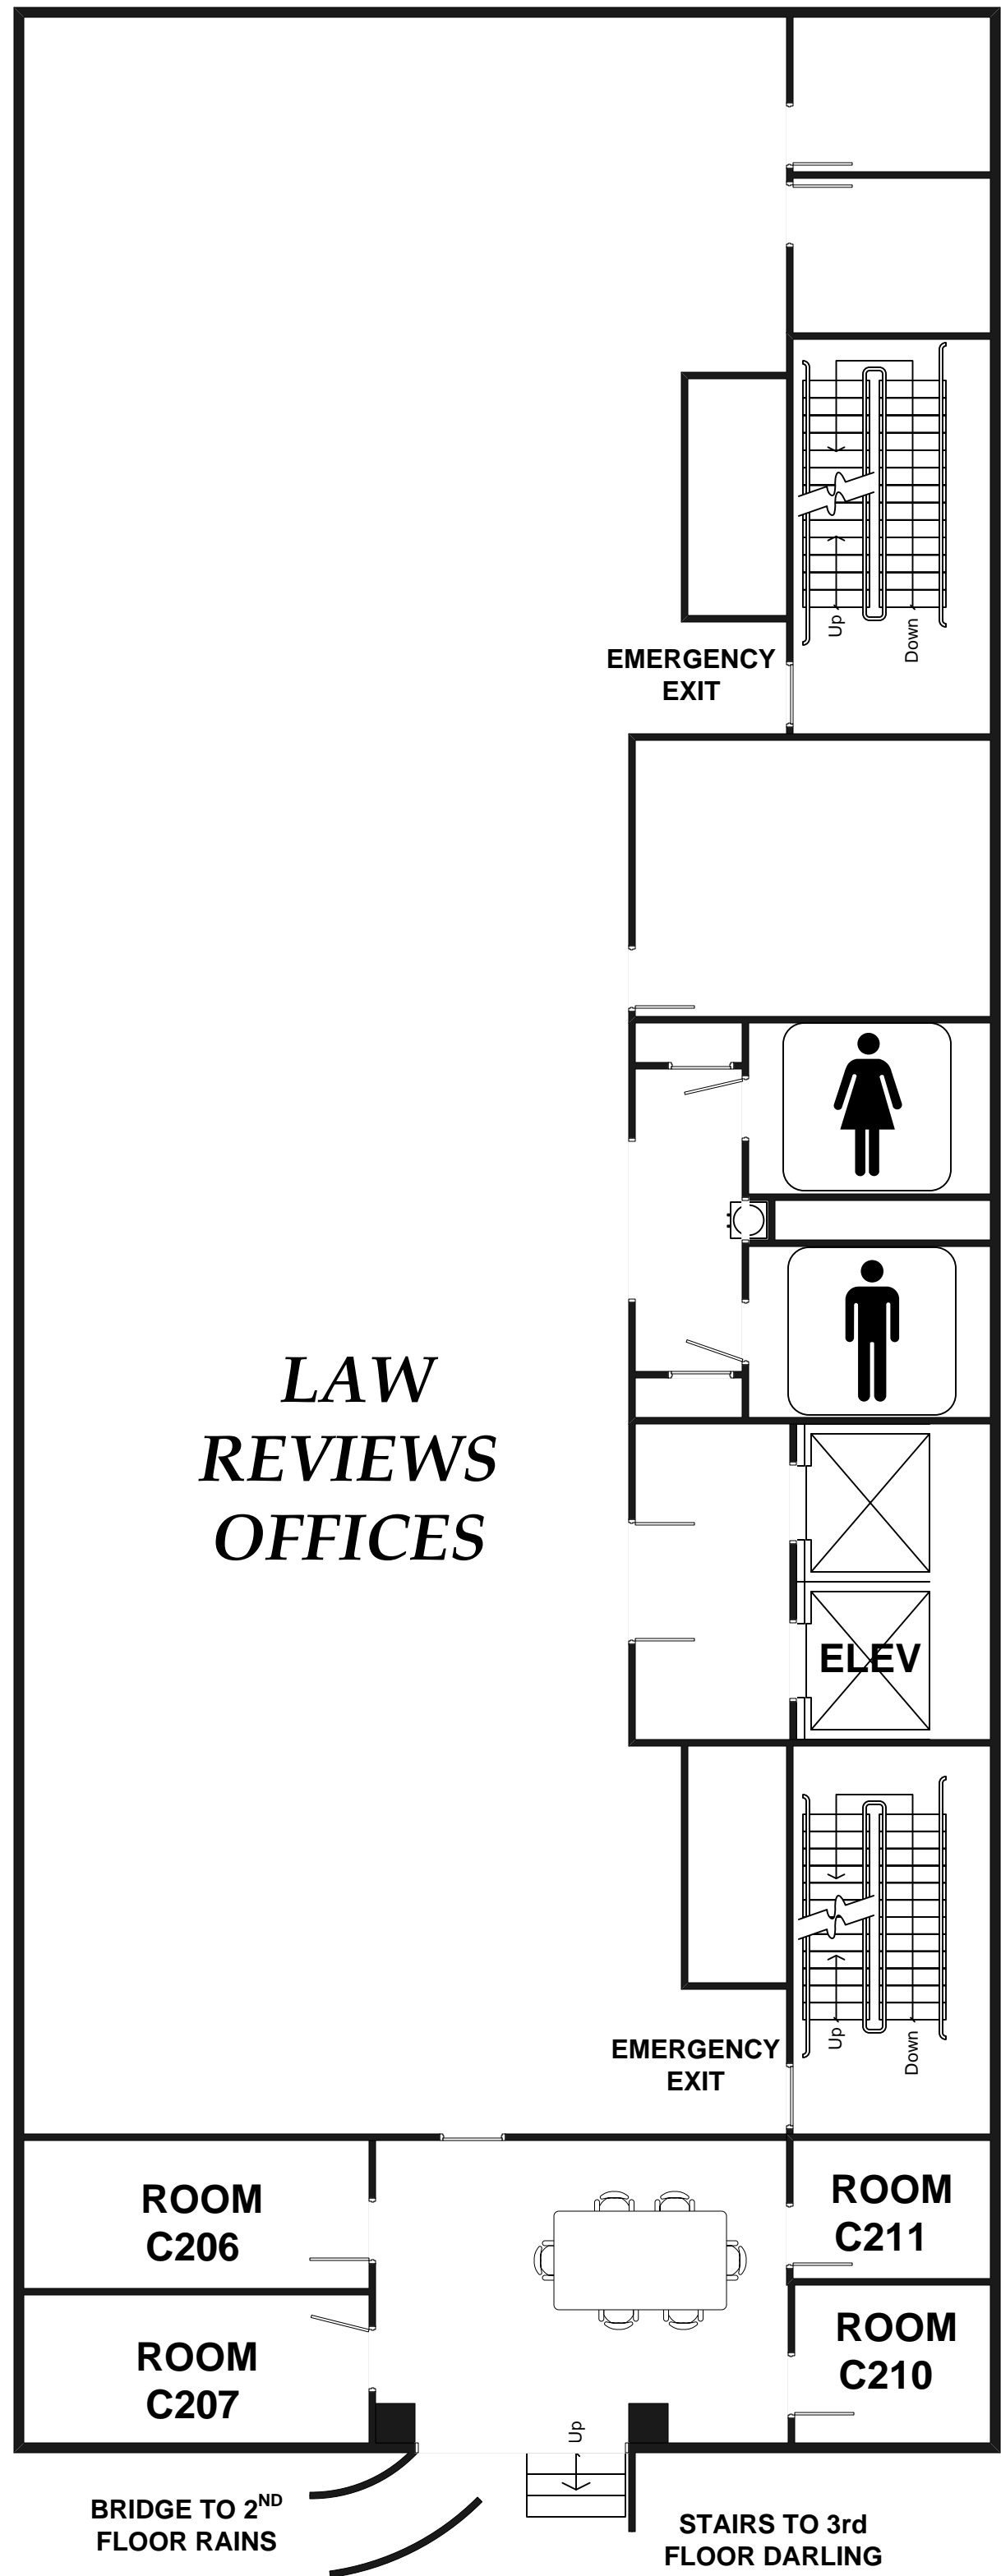 Up
Down
EMERGENCY
EXIT
LAW
REVIEWS
OFFICES
ELEV
Up
Down
EMERGENCY
EXIT
ROOM
C206
ROOM
C211
ROOM
C207
ROOM
C210
Up
BRIDGE TO 2ND
FLOOR RAINS
STAIRS TO 3rd
FLOOR DARLING